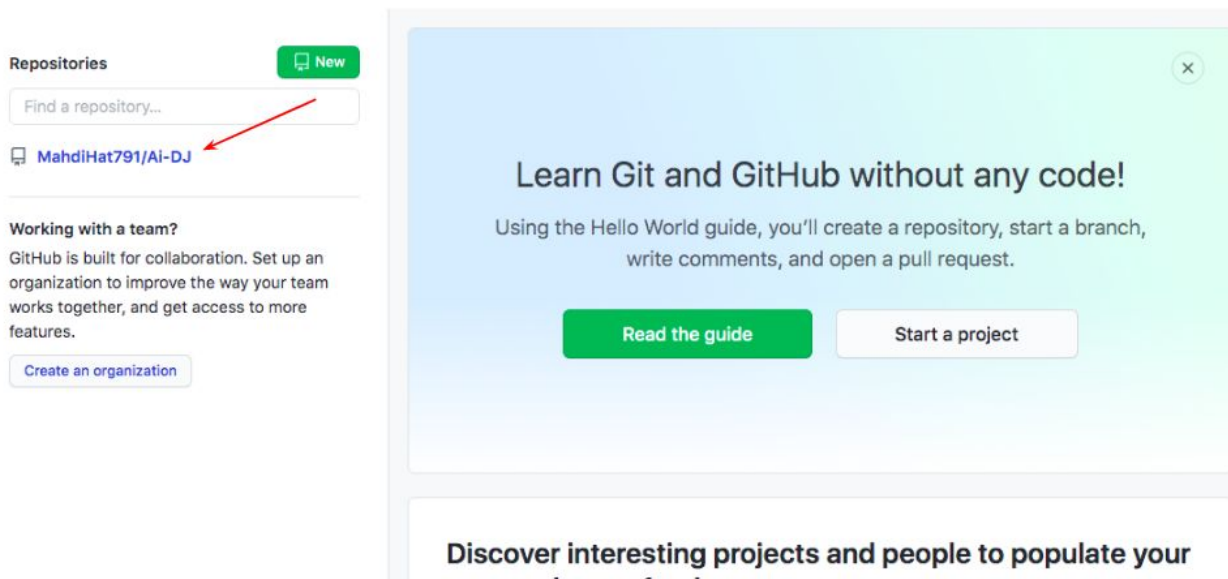 Repositories
New
Find a repository...
MahdiHat791/Ai-DJ
Working with a team?
GitHub is built for collaboration. Set up an
organization to improve the way your team
works together, and get access to more
features.
Create an organization
Learn Git and GitHub without any code!
Using the Hello World guide, you'll create a repository, start a branch,
write comments, and open a pull request.
Read the guide
Start a project
Discover interesting projects and people to populate your